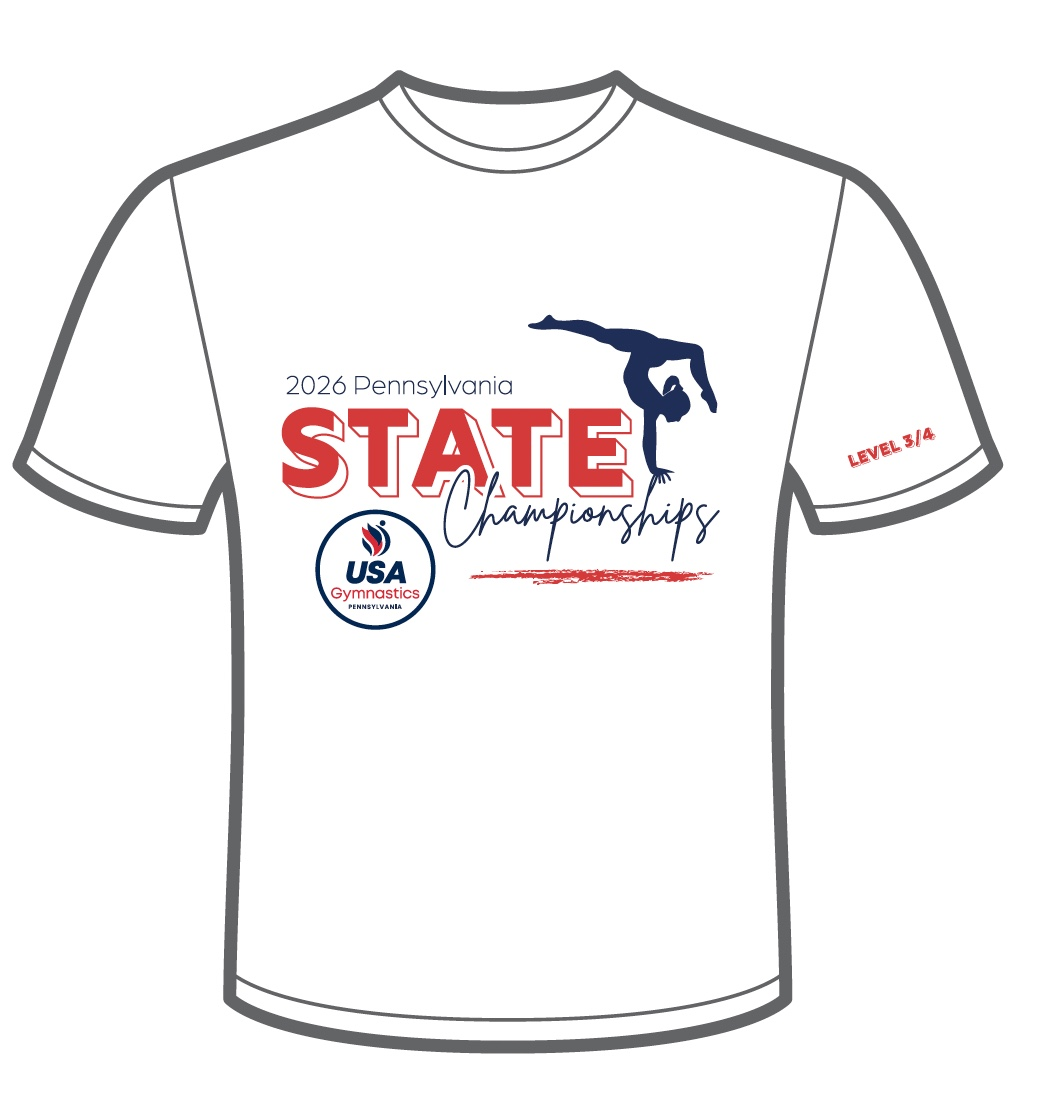 2026 Pennsylvania
STATE
Championships
USA
Gymnastics
PENNSYLVANIA
LEVEL 3/4